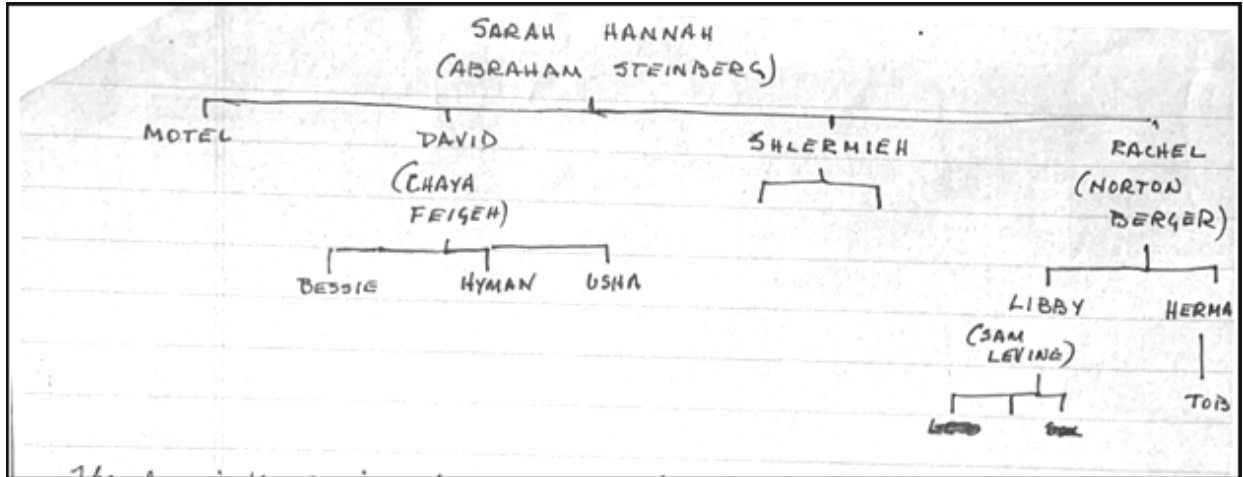 SARAH HANNAH
(ABRAHAM STEINBERG)
MOTEL DAVID SHLERMIEH RACHEL
(CHAYA
FEIGEH)
(NORTON
BERGER)
BESSIE HYMAN USHA
LIBBY HERMA
(SAM
LEVING)
TOB